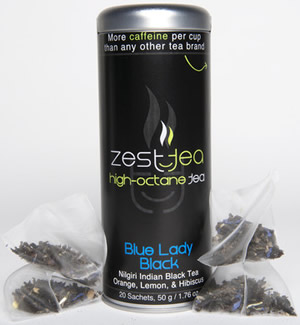 More caffeine per cup
than any other tea brand
zest tea
high-octane tea
Blue Lady
Black
Nilgiri Indian Black Tea
Orange, Lemon, & Hibiscus
20 Sachets, 50 g / 1.76 oz